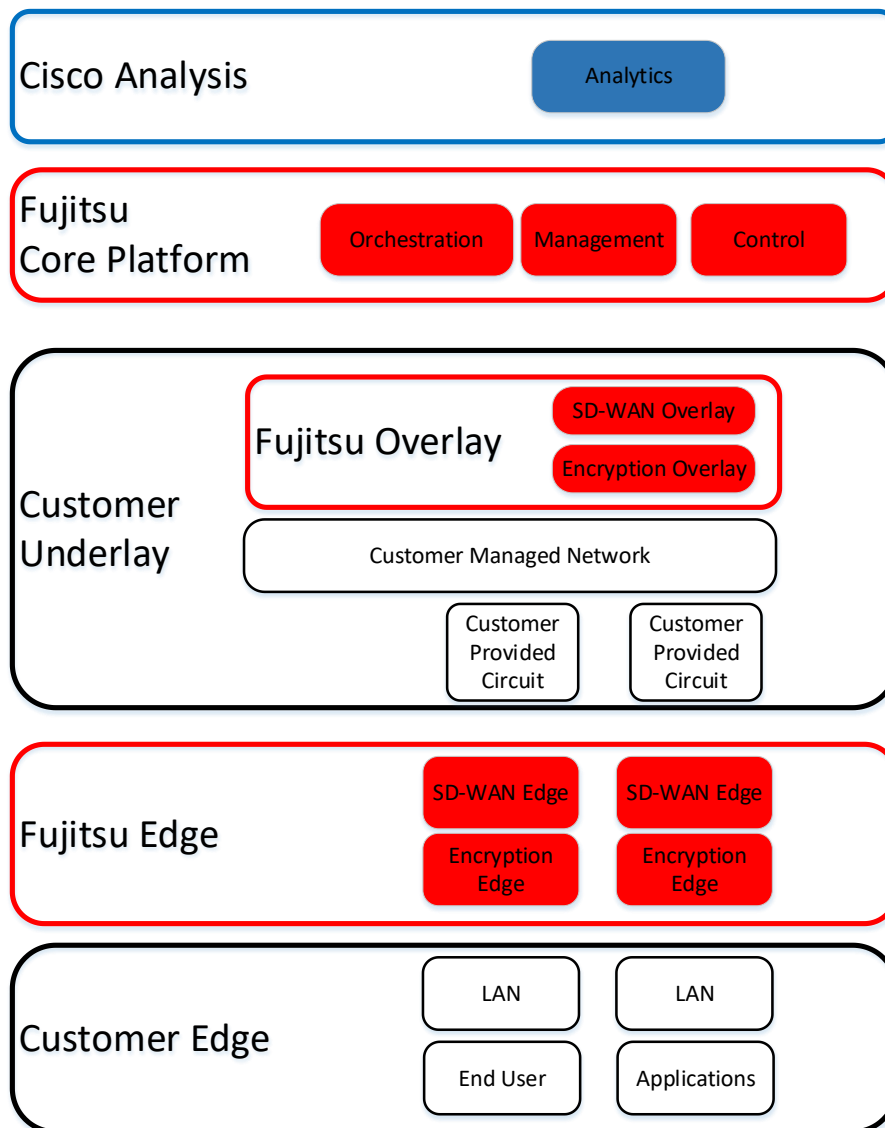 Cisco Analysis
Analytics
Fujitsu
Core Platform
Orchestration
Management
Control
Customer
Underlay
Fujitsu Overlay
SD-WAN Overlay
Encryption Overlay
Customer Managed Network
Customer
Provided
Circuit
Customer
Provided
Circuit
Fujitsu Edge
SD-WAN Edge
SD-WAN Edge
Encryption
Edge
Encryption
Edge
Customer Edge
LAN
LAN
End User
Applications